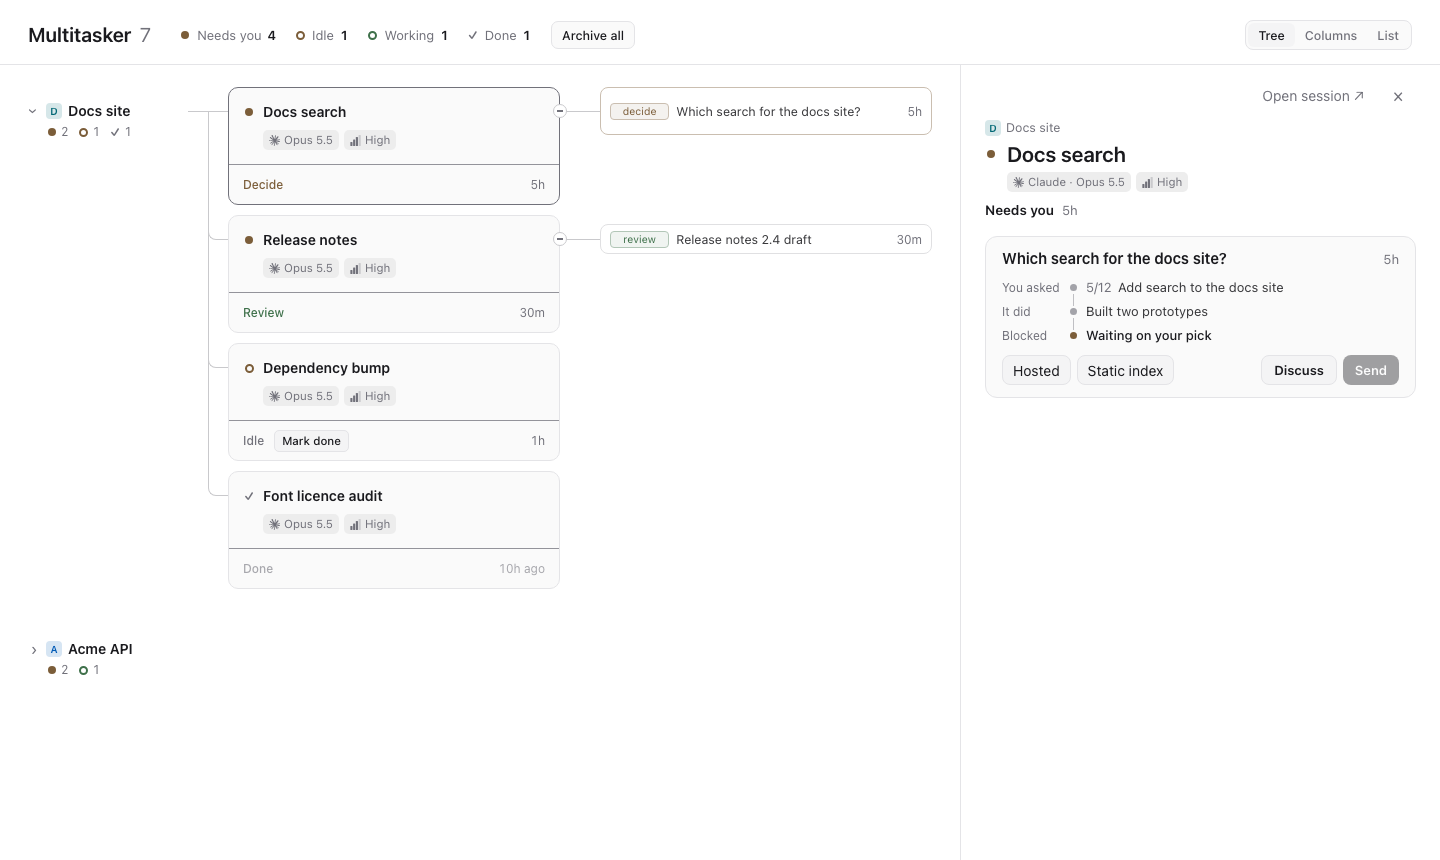 Multitasker 7
Needs you 4
Idle 1
Working 1
Done 1
Archive all
Tree
Columns
List
D Docs site
2 1 1
Docs search
Opus 5.5 High
Decide 5h
decide Which search for the docs site? 5h
Release notes
Opus 5.5 High
Review 30m
review Release notes 2.4 draft 30m
Dependency bump
Opus 5.5 High
Idle Mark done 1h
Font licence audit
Opus 5.5 High
Done 10h ago
A Acme API
2 1
Open session
D Docs site
Docs search
Claude · Opus 5.5 High
Needs you 5h
Which search for the docs site? 5h
You asked 5/12 Add search to the docs site
It did Built two prototypes
Blocked Waiting on your pick
Hosted Static index Discuss Send